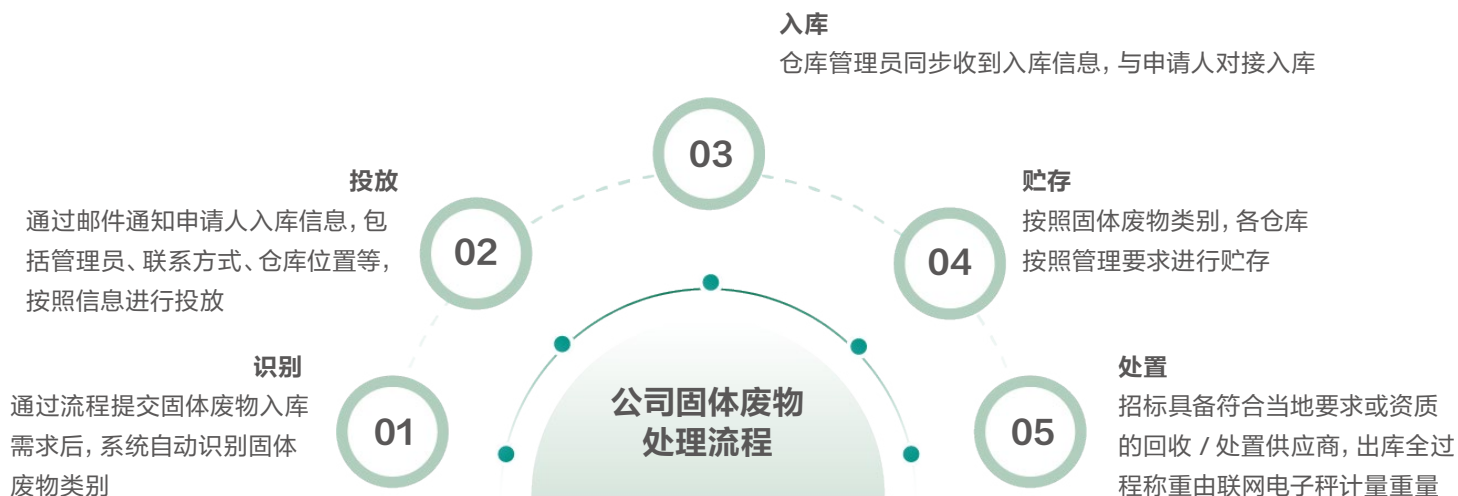 入库
仓库管理员同步收到入库信息, 与申请人对接入库
03
投放
通过邮件通知申请人入库信息, 包
括管理员、联系方式、仓库位置等,
按照信息进行投放
02
贮存
按照固体废物类别, 各仓库
按照管理要求进行贮存
04
识别
通过流程提交固体废物入库
需求后, 系统自动识别固体
废物类别
01
公司固体废物
处理流程
处置
招标具备符合当地要求或资质
的回收 / 处置供应商, 出库全过
程称重由联网电子秤计量重量
05